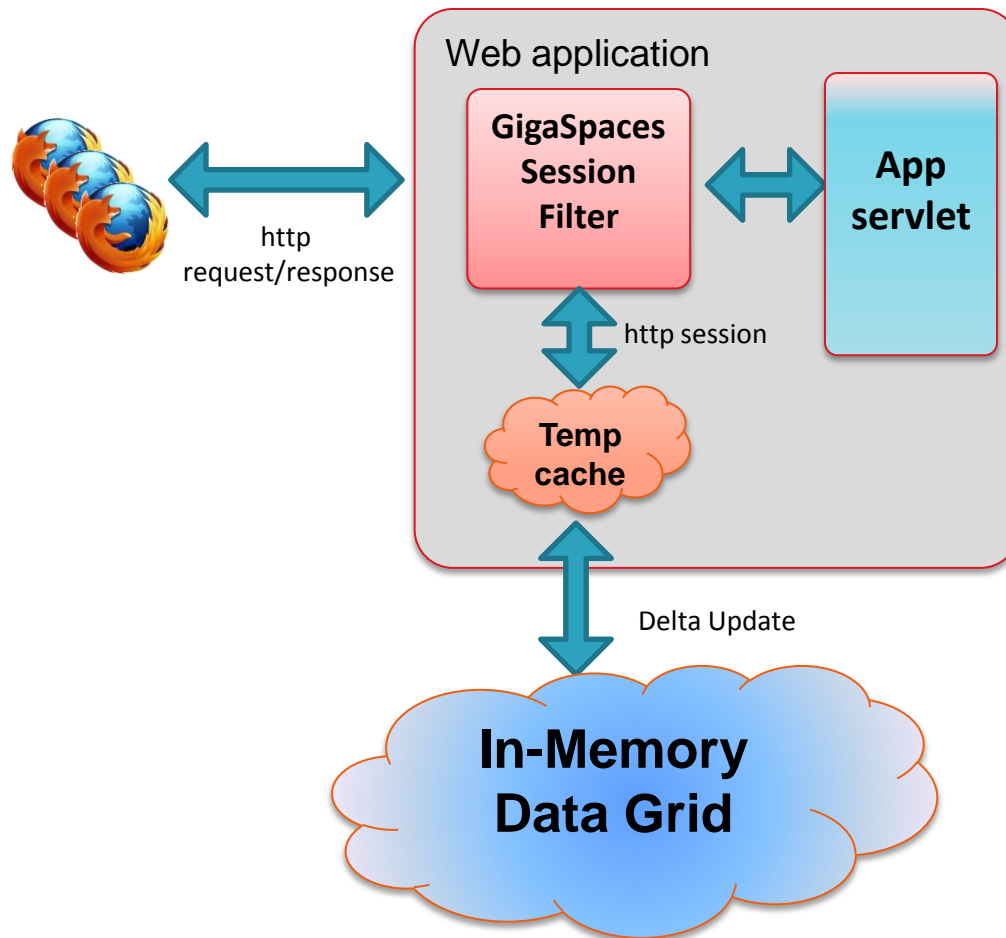 Web application
GigaSpaces
Session
Filter
App
servlet
http
request/response
http session
Temp
cache
Delta Update
In-Memory
Data Grid